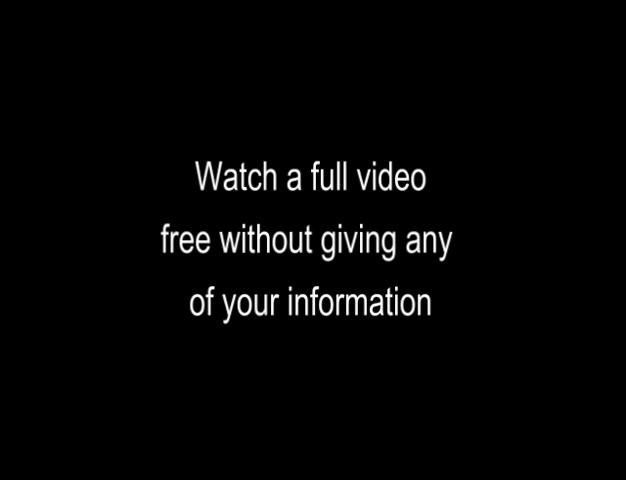 Watch a full video
free without giving any
of your information